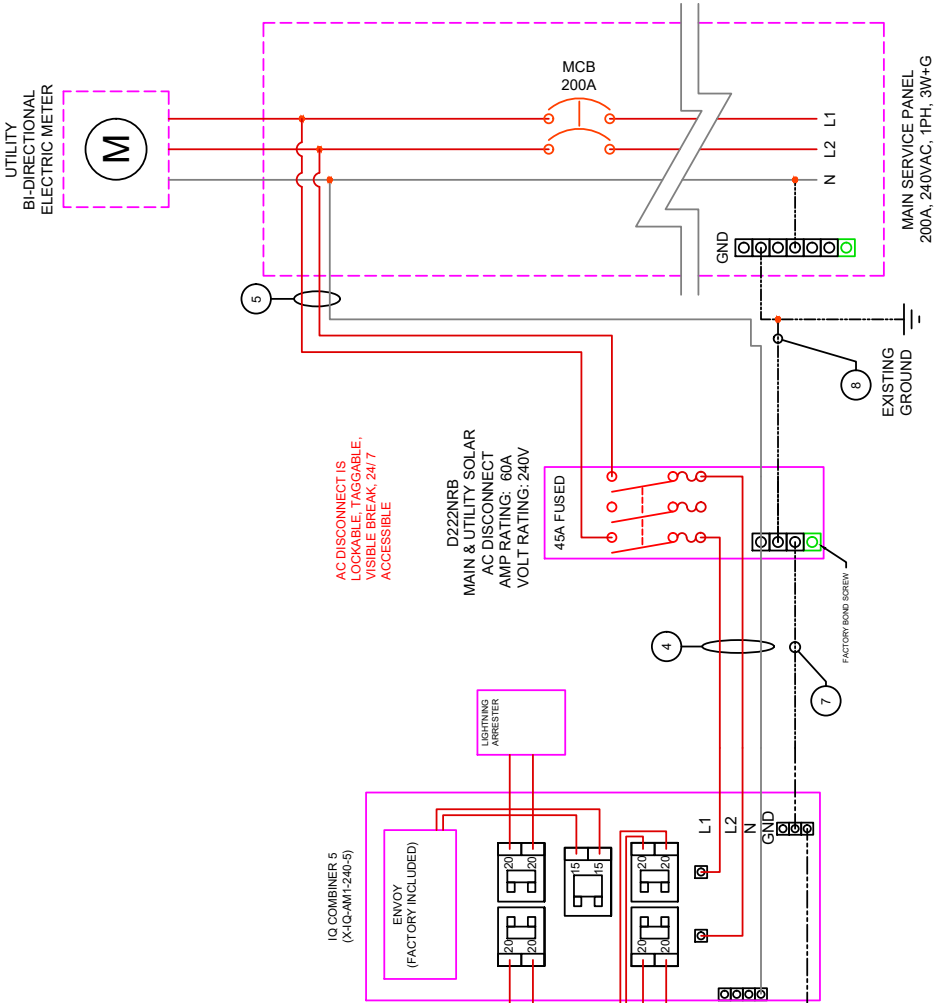 UTILITY
BI-DIRECTIONAL
ELECTRIC METER
M
MCB
200A
L1
L2
N
MAIN SERVICE PANEL
200A, 240VAC, 1PH, 3W+G
GND
5
8
EXISTING
GROUND
AC DISCONNECT IS
LOCKABLE, TAGGABLE,
VISIBLE BREAK, 24/7
ACCESSIBLE
D222NRB
MAIN & UTILITY SOLAR
AC DISCONNECT
AMP RATING: 60A
VOLT RATING: 240V
45A FUSED
FACTORY BOND SCREW
4
7
LIGHTNING
ARRESTER
IQ COMBINER 5
(X-IQ-AM1-240-5)
ENVOY
(FACTORY INCLUDED)
20
20
15
15
20
20
20
20
20
20
L1
L2
N
GND